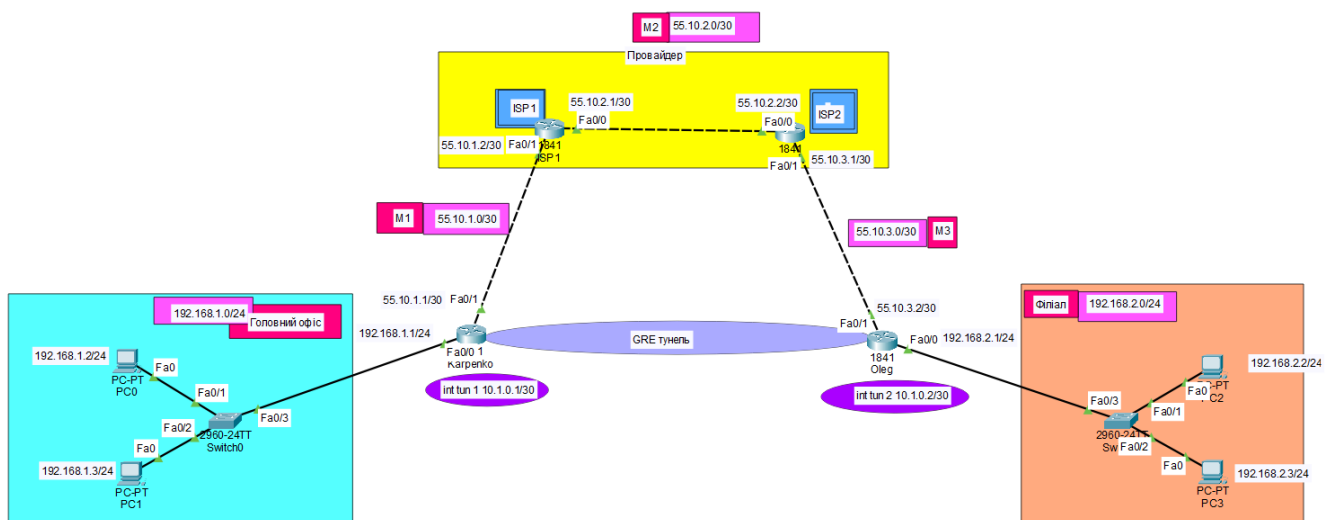 M2
55.10.2.0/30
Провайдер
ISP1
55.10.2.1/30
Fa0/0
55.10.1.2/30
Fa0/1
1841
ISP1
55.10.2.2/30
Fa0/0
ISP2
1841
Fa0/1
55.10.3.1/30
M1
55.10.1.0/30
55.10.3.0/30
M3
55.10.1.1/30
Fa0/1
192.168.1.1/24
Fa0/0 1
Karpenko
int tun 1 10.1.0.1/30
GRE тунель
55.10.3.2/30
Fa0/1
Fa0/0
192.168.2.1/24
1841
Oleg
int tun 2 10.1.0.2/30
192.168.1.0/24
Головний офіс
192.168.1.2/24
Fa0
PC-PT
PC0
Fa0/1
Fa0/2
Fa0/3
2960-24TT
Switch0
Fa0
192.168.1.3/24
PC-PT
PC1
Філіал
192.168.2.0/24
192.168.2.2/24
Fa0
PC-PT
PC2
Fa0/3
Fa0/1
2960-24TT
Fa0/2
Fa0
192.168.2.3/24
PC-PT
PC3